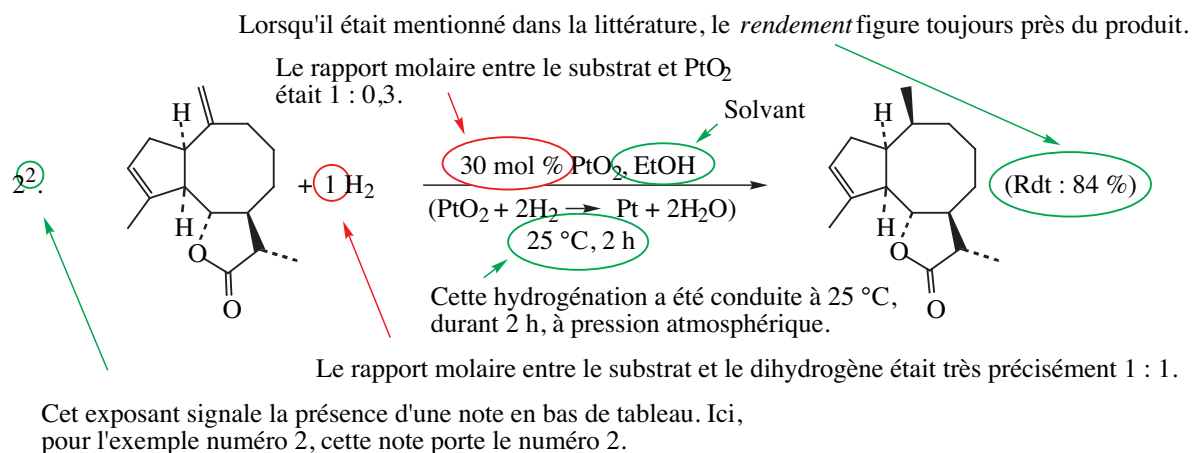 Lorsqu'il était mentionné dans la littérature, le rendement figure toujours près du produit.
Le rapport molaire entre le substrat et PtO2
était 1 : 0,3.
Solvant
H
H
30 mol % PtO2, EtOH
2².
+ 1 H2
(Rdt : 84 %)
(PtO2 + 2H2 → Pt + 2H2O)
H
H
25 °C, 2 h
O
O
O
O
Cette hydrogénation a été conduite à 25 °C,
durant 2 h, à pression atmosphérique.
Le rapport molaire entre le substrat et le dihydrogène était très précisément 1 : 1.
Cet exposant signale la présence d'une note en bas de tableau. Ici,
pour l'exemple numéro 2, cette note porte le numéro 2.